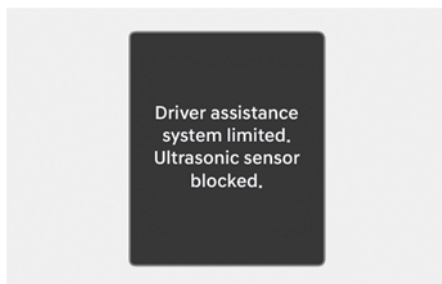 Driver assistance
system limited.
Ultrasonic sensor
blocked.